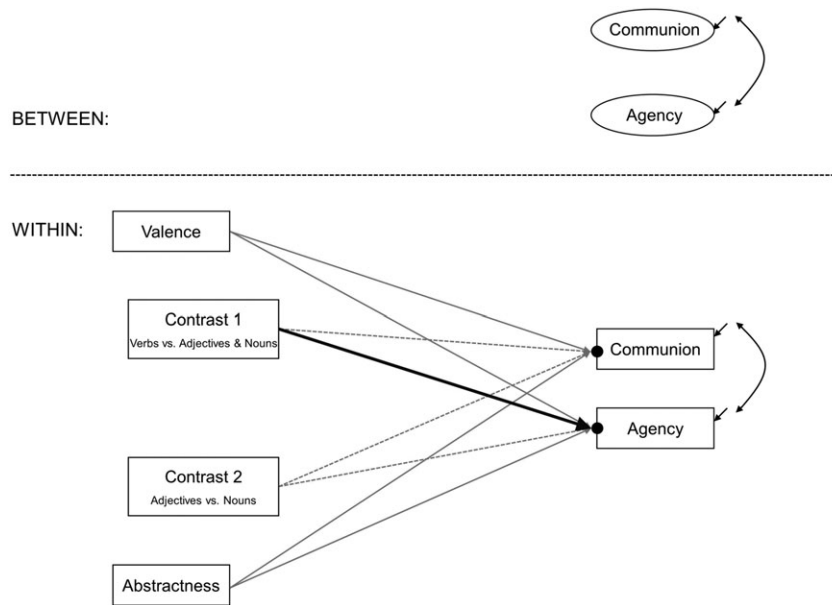 Communion
Agency
BETWEEN:
WITHIN:
Valence
Contrast 1
Verbs vs. Adjectives & Nouns
Communion
Agency
Contrast 2
Adjectives vs. Nouns
Abstractness